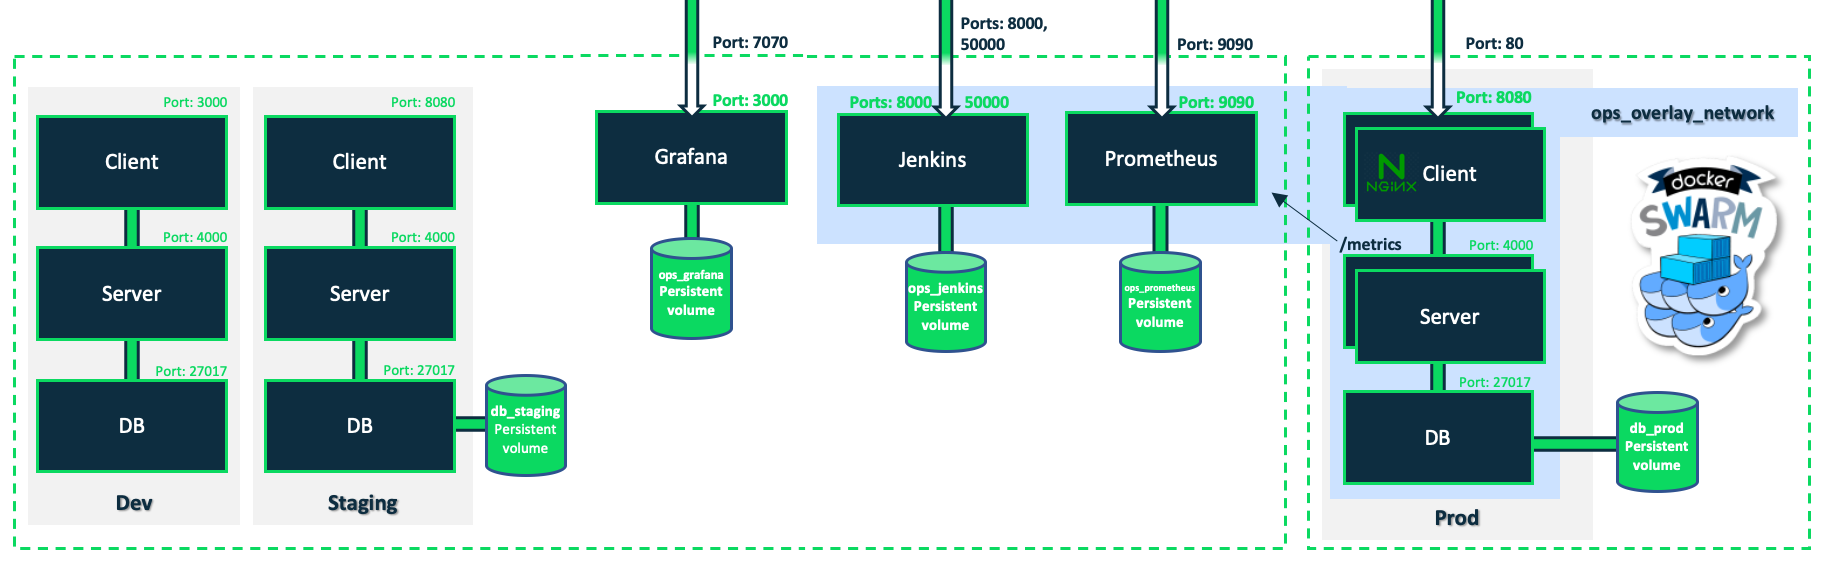 Port: 7070
Ports: 8000,
50000
Port: 9090
Port: 80
Port: 3000
Client
Port: 4000
Server
Port: 27017
DB
Dev
Port: 8080
Client
Port: 4000
Server
Port: 27017
DB
Staging
db_staging
Persistent
volume
Port: 3000
Grafana
ops_grafana
Persistent
volume
Ports: 8000
50000
Jenkins
ops_jenkins
Persistent
volume
Port: 9090
Prometheus
ops_prometheus
Persistent
volume
/metrics
Port: 8080
NGiNX
Client
Port: 4000
Server
Port: 27017
DB
Prod
db_prod
Persistent
volume
ops_overlay_network
docker
SWARM